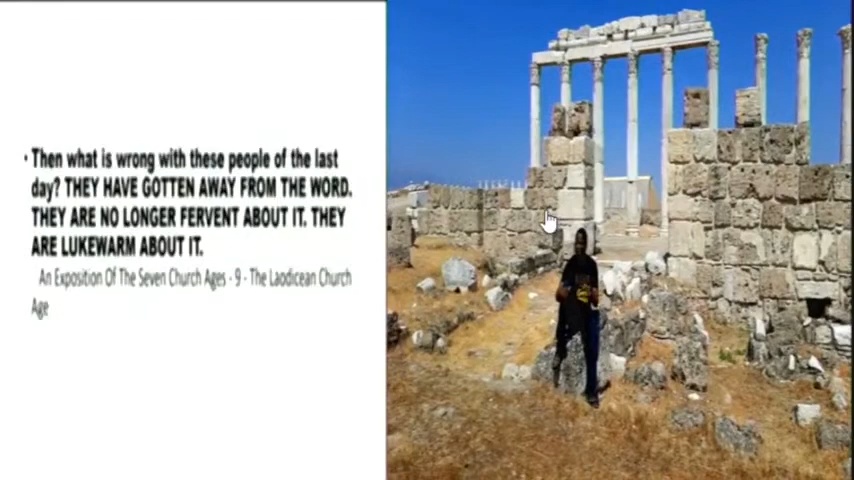 · Then what is wrong with these people of the last
day? THEY HAVE GOTTEN AWAY FROM THE WORD.
THEY ARE NO LONGER FERVENT ABOUT IT. THEY
ARE LUKEWARM ABOUT IT.
An Exposition Of The Seven Church Ages - 9 - The Laodicean Church
Age